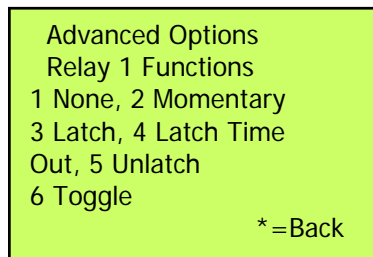 Advanced Options
Relay 1 Functions
1 None, 2 Momentary
3 Latch, 4 Latch Time
Out, 5 Unlatch
6 Toggle
*=Back